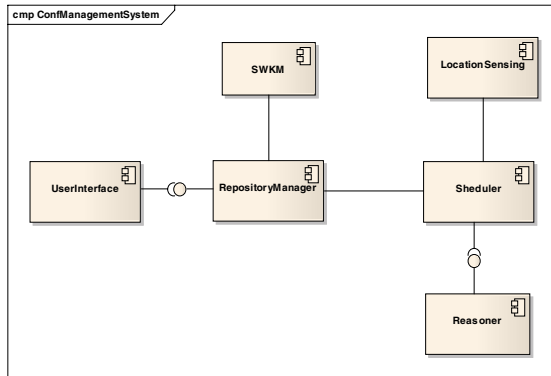 cmp ConfManagementSystem
SWKM
LocationSensing
UserInterface
RepositoryManager
Sheduler
Reasoner